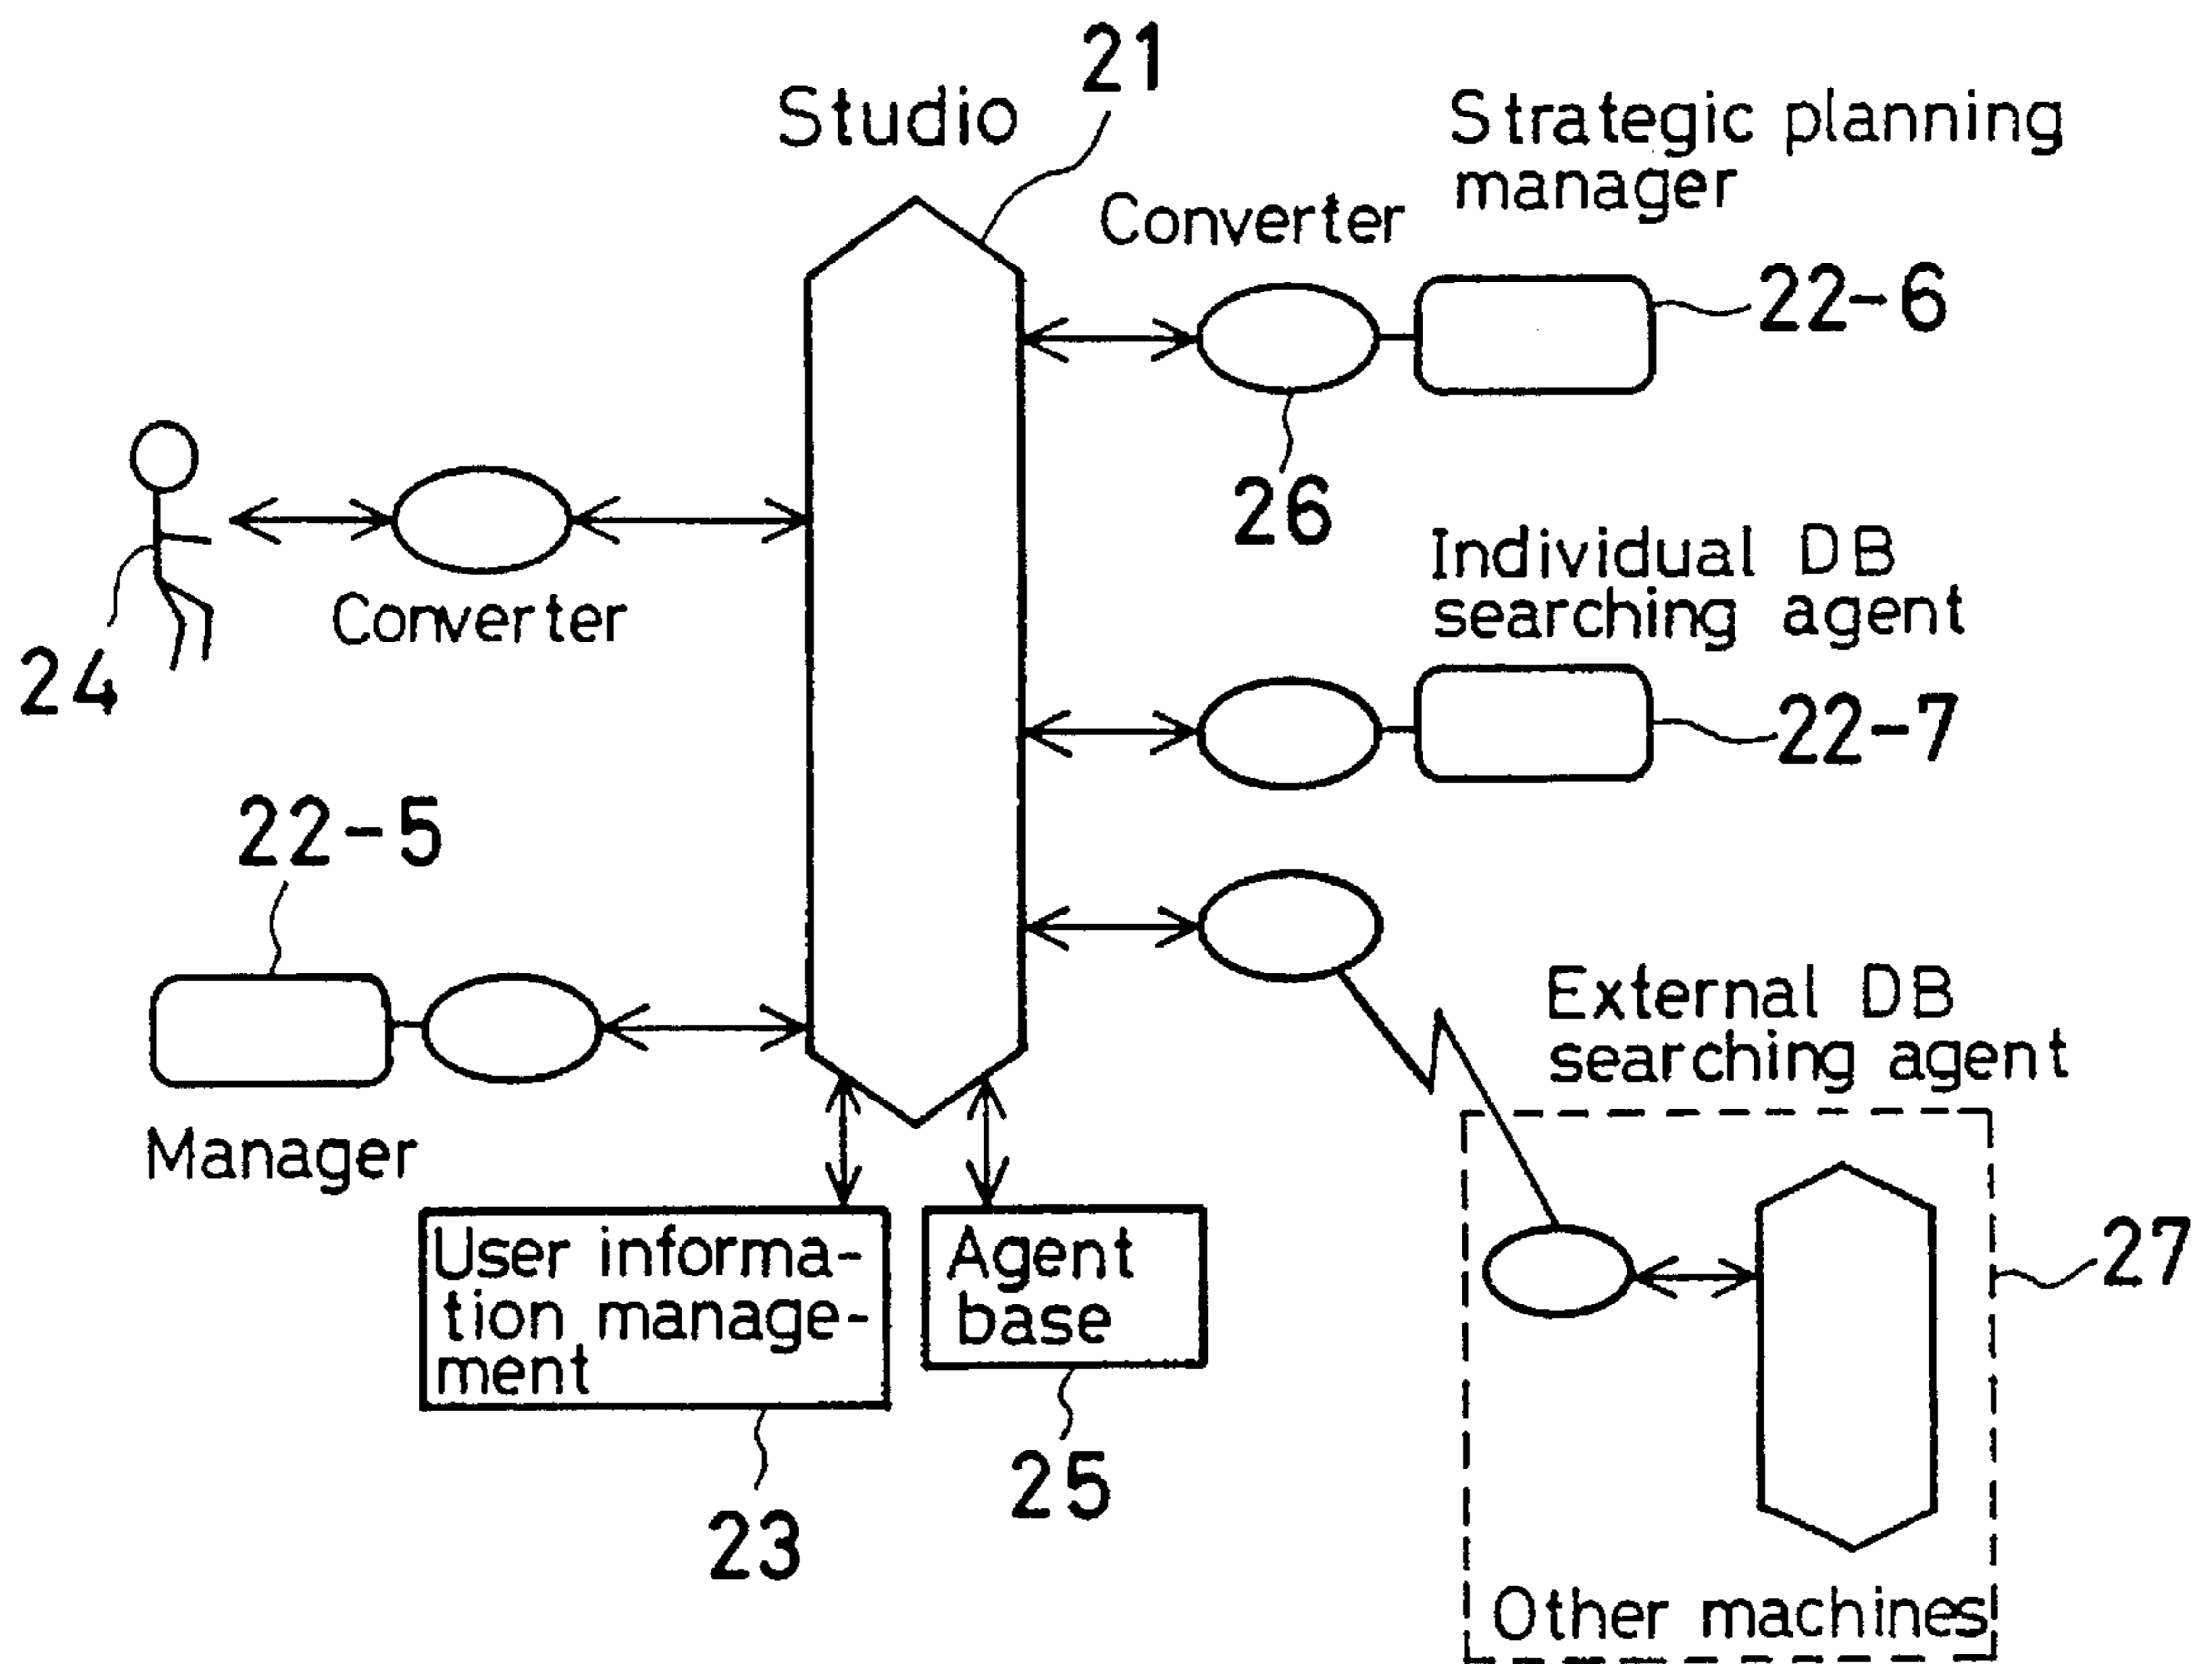 21
Studio
Strategic planning
manager
Converter
22-6
26
Individual DB
searching agent
Converter
24
22-7
22-5
External DB
searching agent
Manager
User informa-
tion manage-
ment
Agent
base
27
25
23
Other machines